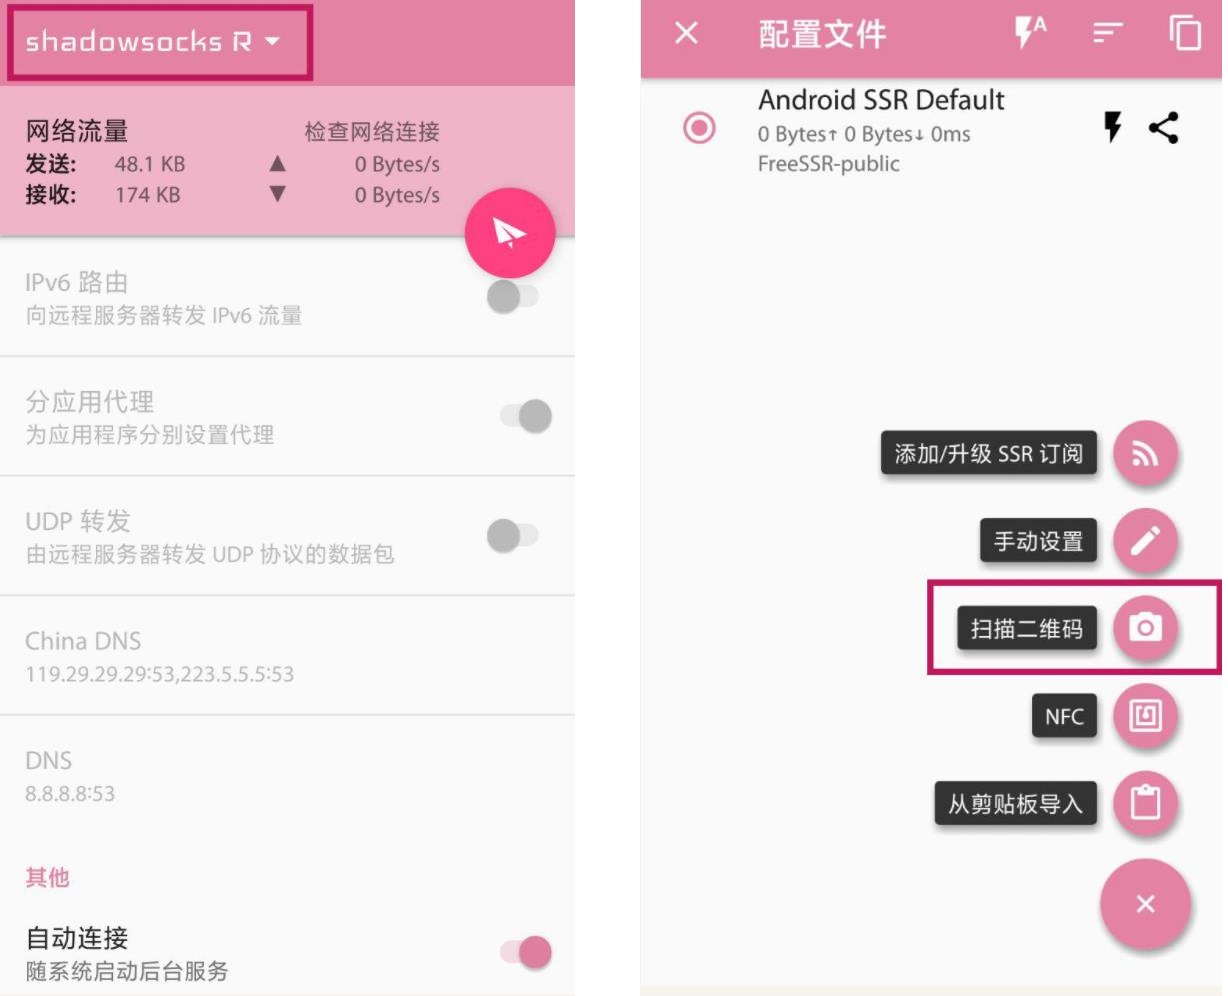 shadowsocks R
网络流量 检查网络连接
发送: 48.1 KB ▲ 0 Bytes/s
接收: 174 KB ▼ 0 Bytes/s
IPv6 路由
向远程服务器转发 IPv6 流量
分应用代理
为应用程序分别设置代理
UDP 转发
由远程服务器转发 UDP 协议的数据包
China DNS
119.29.29.29:53,223.5.5.5:53
DNS
8.8.8.8:53
其他
自动连接
随系统启动后台服务
配置文件
A
Android SSR Default
0 Bytes↑ 0 Bytes↓ 0ms
FreeSSR-public
添加/升级 SSR 订阅
手动设置
扫描二维码
NFC
从剪贴板导入